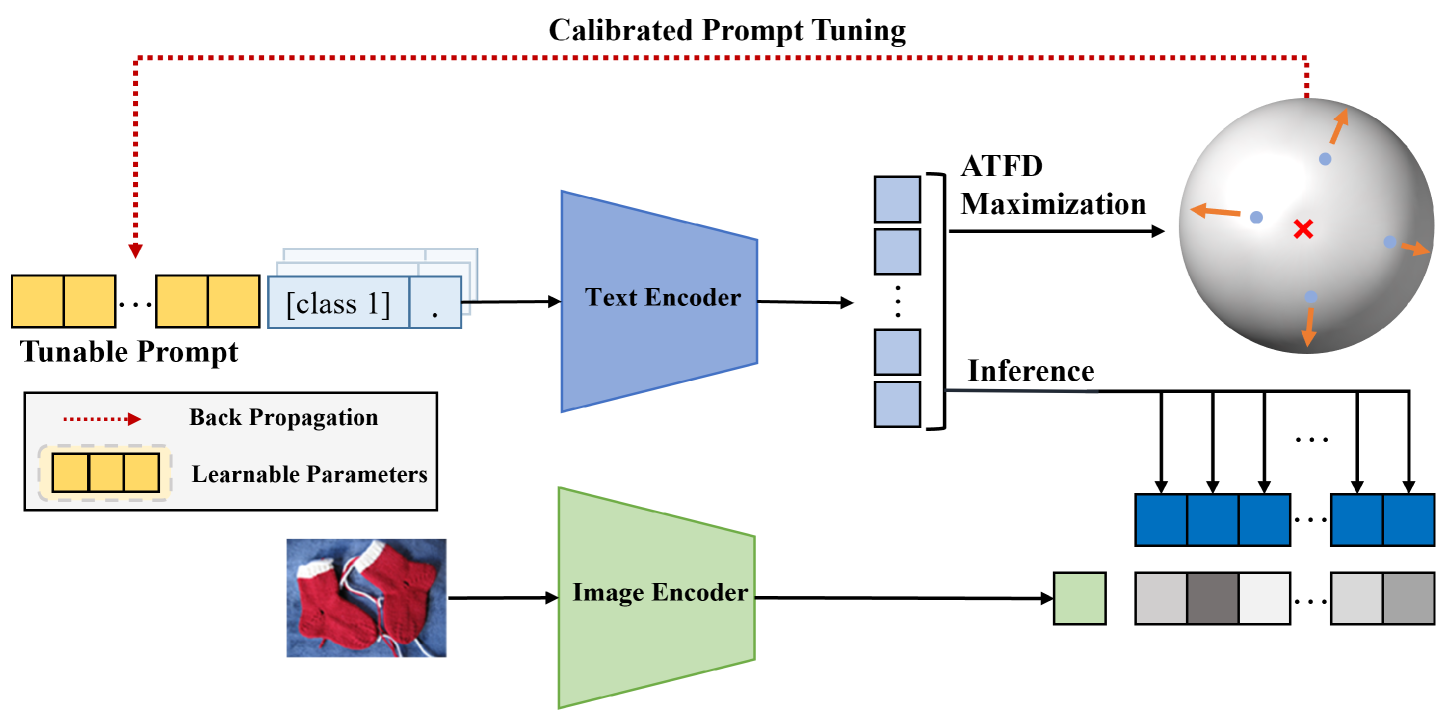 Calibrated Prompt Tuning
ATFD
Maximization
[class 1] .
Text Encoder
Tunable Prompt
Inference
Back Propagation
Learnable Parameters
Image Encoder